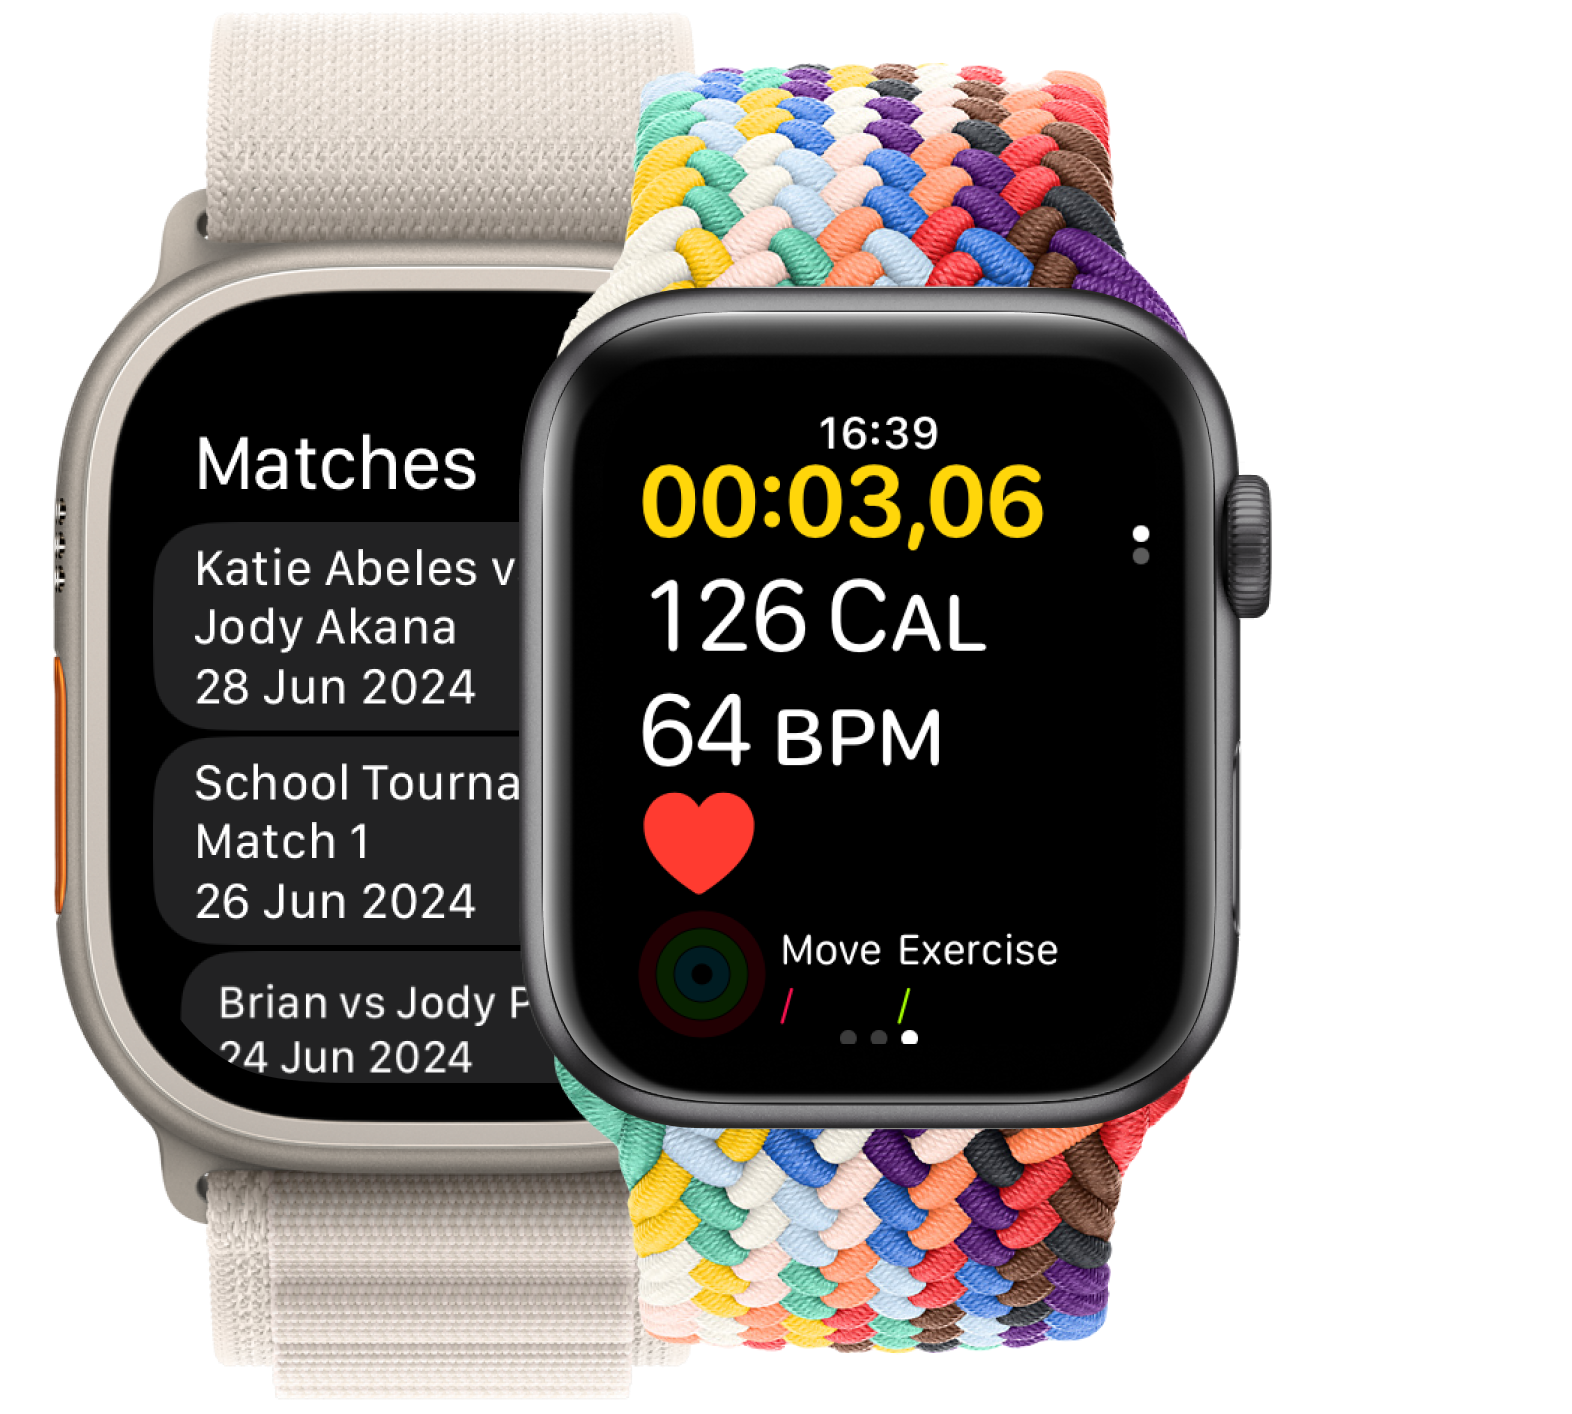 Matches
Katie Abeles v
Jody Akana
28 Jun 2024
School Tourna
Match 1
26 Jun 2024
Brian vs Jody P
24 Jun 2024
16:39
00:03,06
126 CAL
64 BPM
Move Exercise
/ /